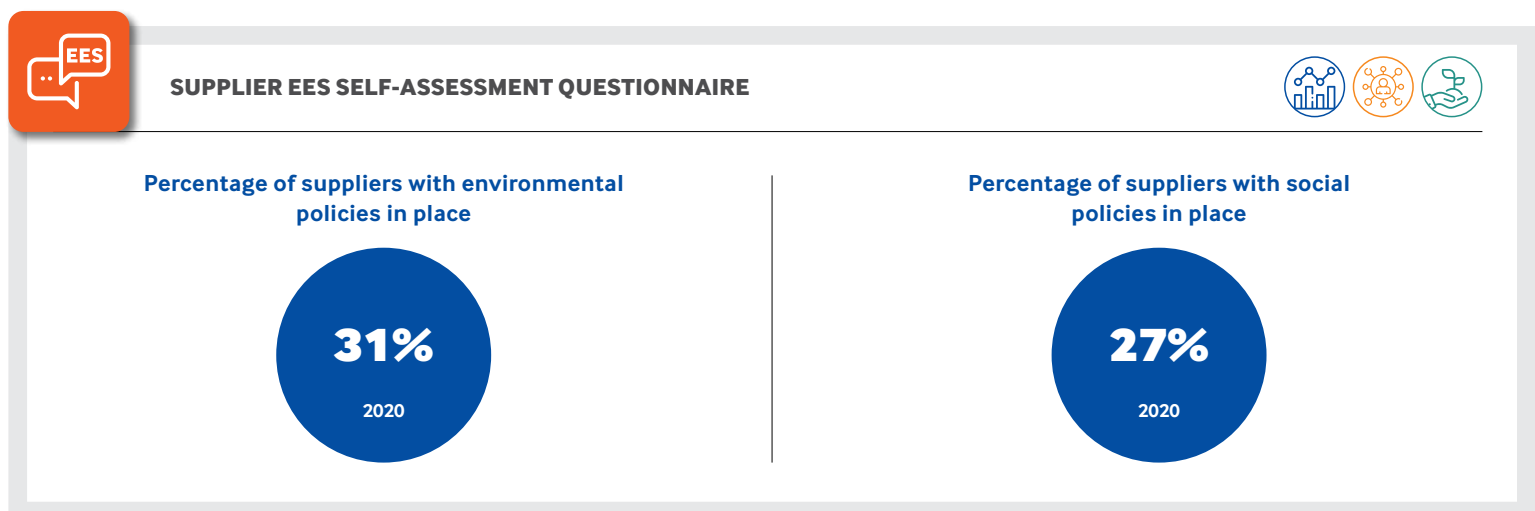 EES
SUPPLIER EES SELF-ASSESSMENT QUESTIONNAIRE
Percentage of suppliers with environmental
policies in place
31%
2020
Percentage of suppliers with social
policies in place
27%
2020